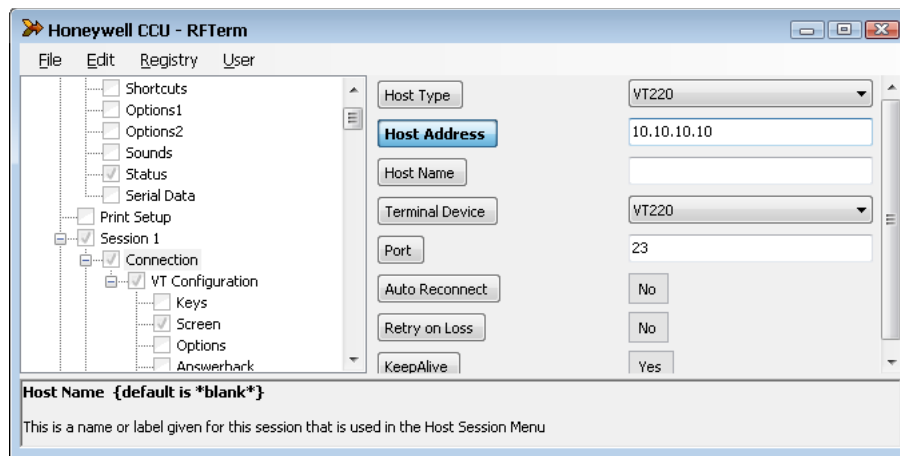 Honeywell CCU - RFTerm
File Edit Registry User
Shortcuts
Options1
Options2
Sounds
Status
Serial Data
Print Setup
Session 1
Connection
VT Configuration
Keys
Screen
Options
Answerback
Host Type VT220
Host Address 10.10.10.10
Host Name
Terminal Device VT220
Port 23
Auto Reconnect No
Retry on Loss No
KeepAlive Yes
Host Name {default is *blank*}
This is a name or label given for this session that is used in the Host Session Menu